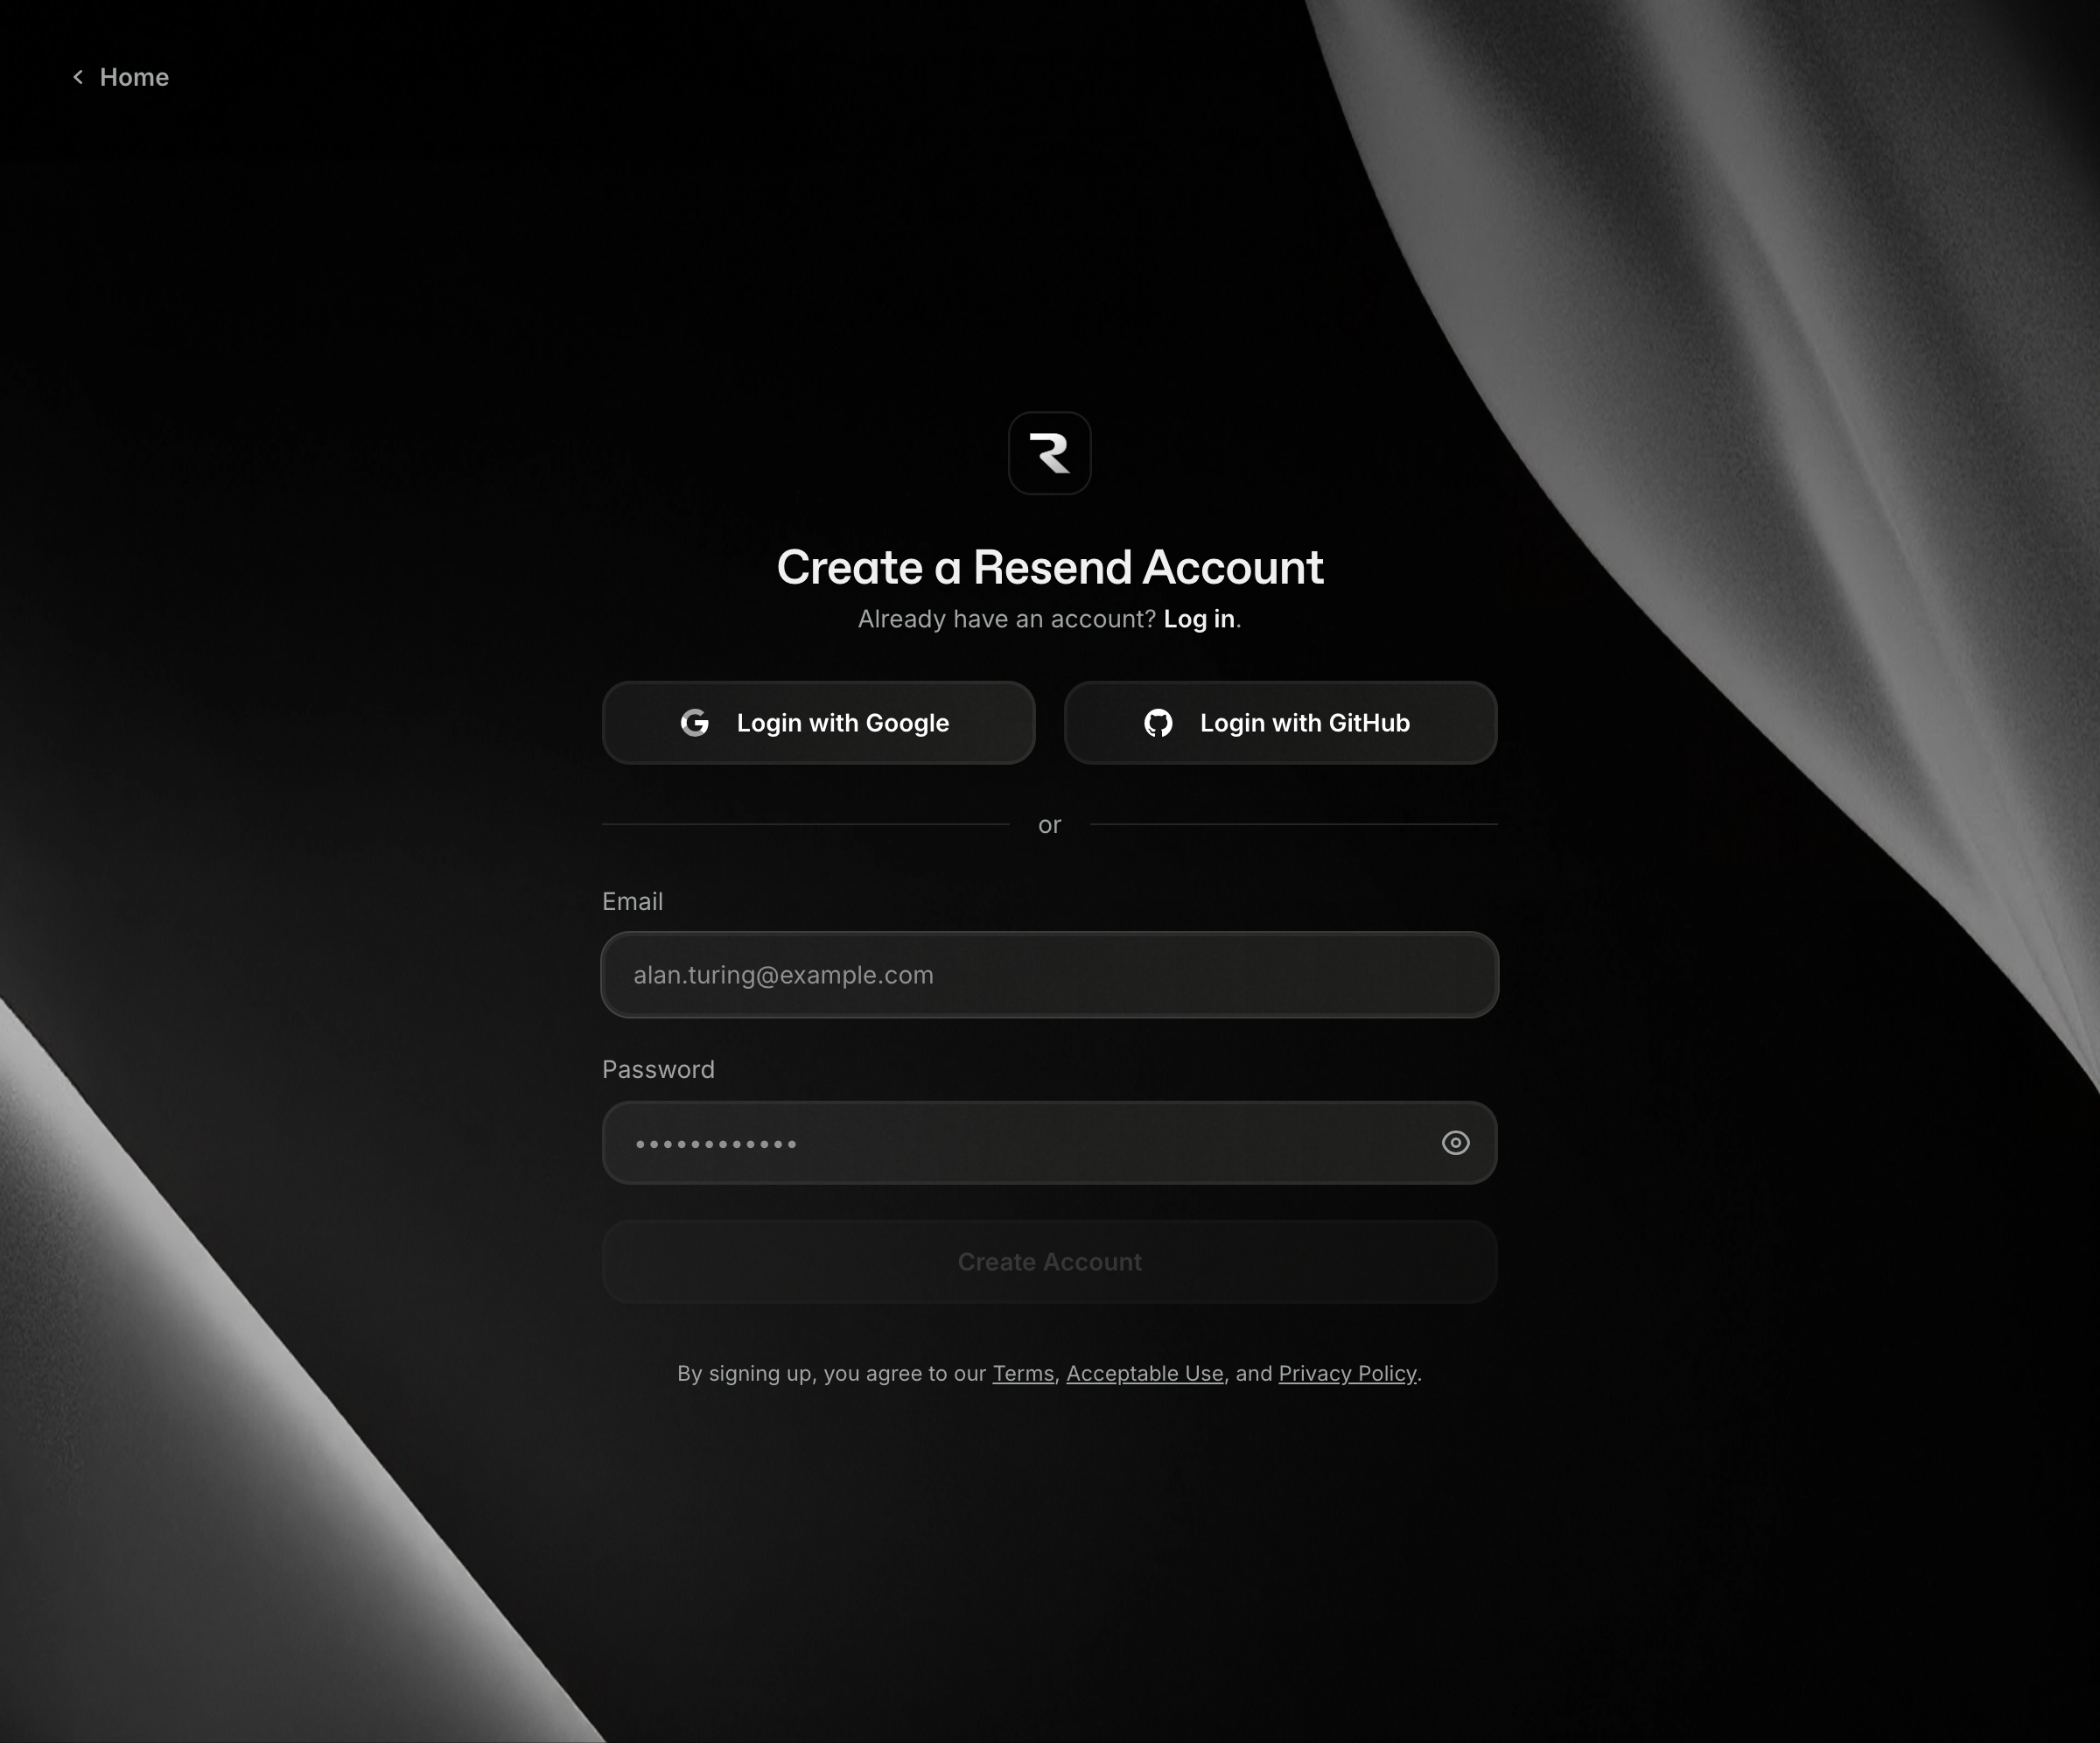 Home
Create a Resend Account
Already have an account? Log in.
Login with Google
Login with GitHub
or
Email
alan.turing@example.com
Password
••••••••••••
Create Account
By signing up, you agree to our Terms, Acceptable Use, and Privacy Policy.